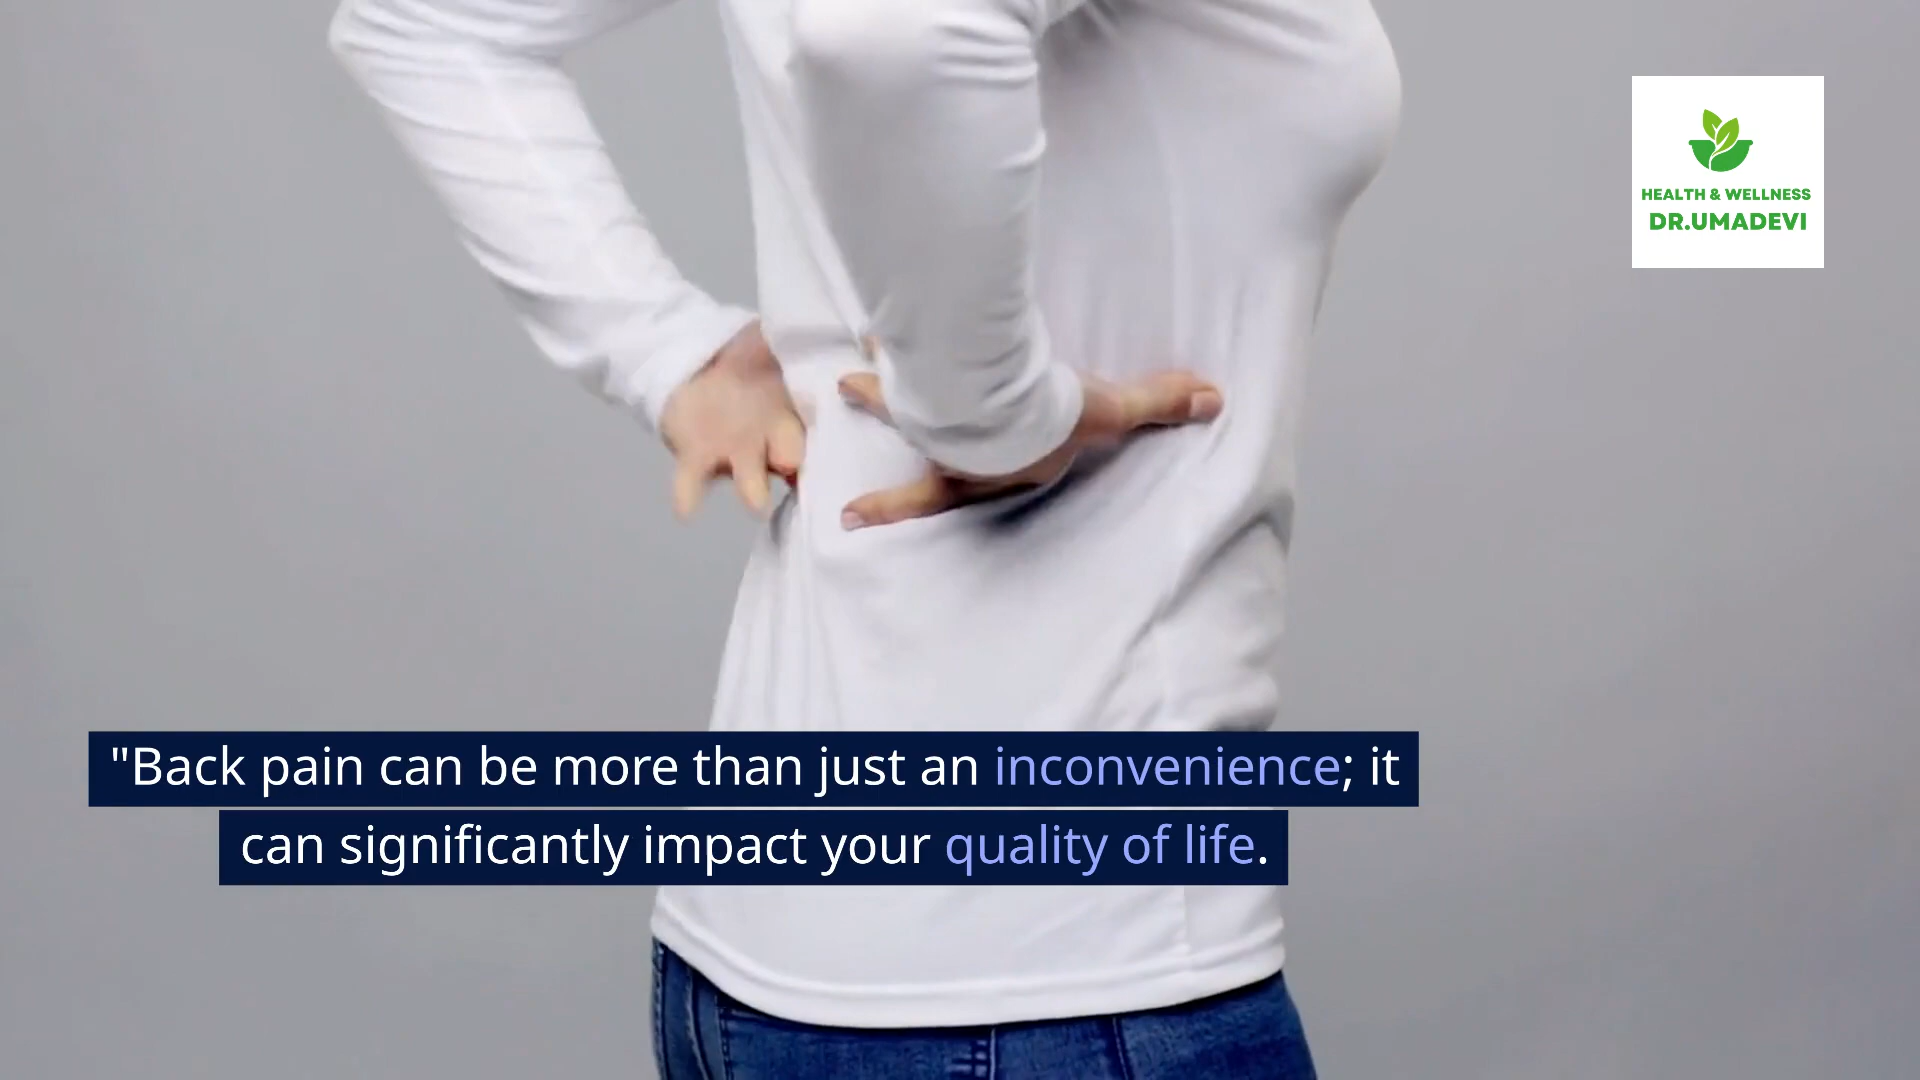 HEALTH & WELLNESS
DR.UMADEVI
"Back pain can be more than just an inconvenience; it
can significantly impact your quality of life.